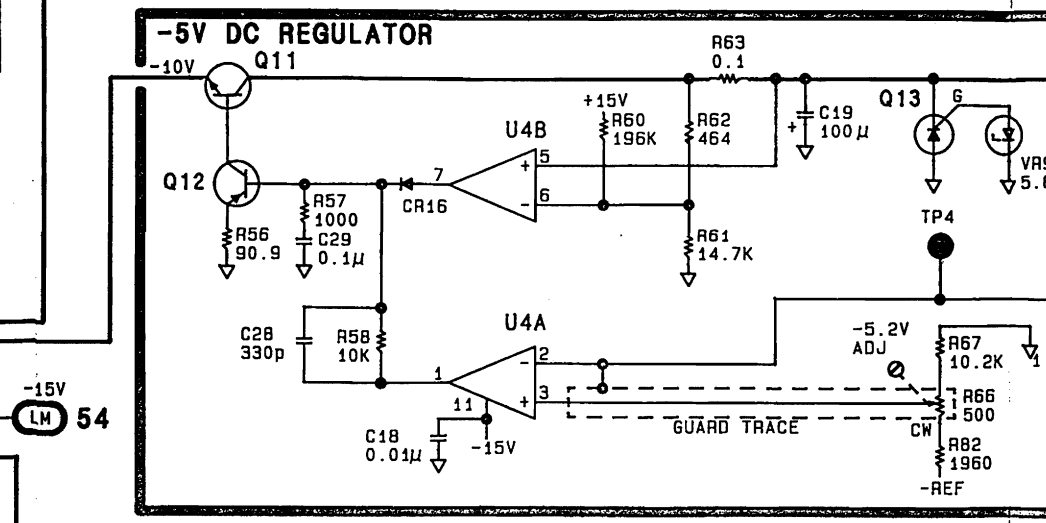 -5V DC REGULATOR
-10V
Q11
R63
0.1
+15V
R60
196K
R62
464
C19
100µ
+
Q13
G
U4B
5
+
7
6
-
Q12
CR16
R57
1000
C29
0.1µ
R56
90.9
R61
14.7K
TP4
C28
330p
R58
10K
U4A
2
-
1
3
+
11
-15V
C18
0.01µ
-5.2V
ADJ
R67
10.2K
1
R66
500
CW
GUARD TRACE
R82
1960
-REF
-15V
LM 54